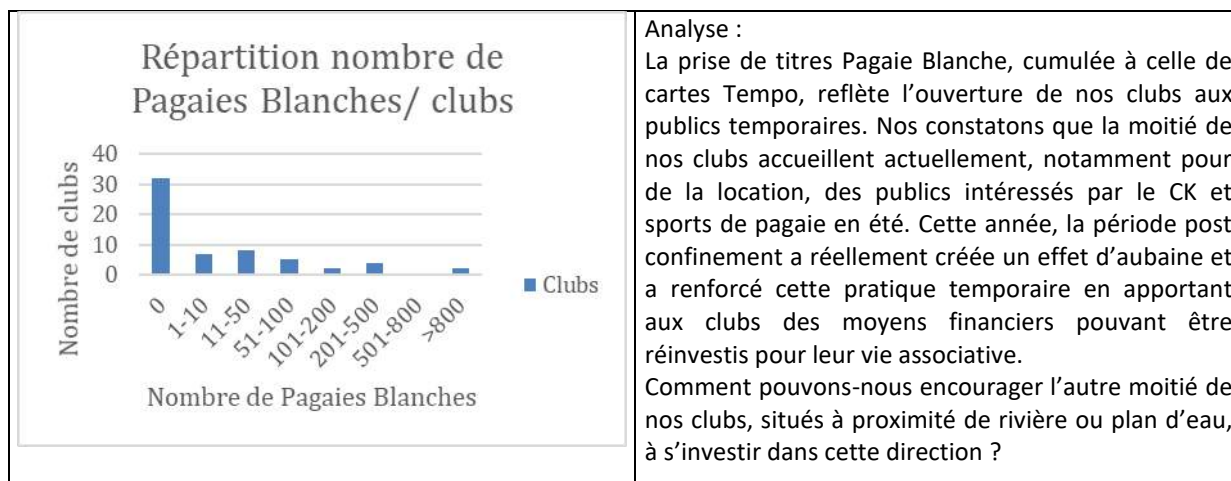 Répartition nombre de
Pagaies Blanches/ clubs
40
30
20
10
0
Nombre de clubs
0
1-10
11-50
51-100
101-200
201-500
501-800
>800
Nombre de Pagaies Blanches
Clubs
Analyse :
La prise de titres Pagaie Blanche, cumulée à celle de
cartes Tempo, reflète l’ouverture de nos clubs aux
publics temporaires. Nos constatons que la moitié de
nos clubs accueillent actuellement, notamment pour
de la location, des publics intéressés par le CK et
sports de pagaie en été. Cette année, la période post
confinement a réellement créée un effet d’aubaine et
a renforcé cette pratique temporaire en apportant
aux clubs des moyens financiers pouvant être
réinvestis pour leur vie associative.
Comment pouvons-nous encourager l’autre moitié de
nos clubs, situés à proximité de rivière ou plan d’eau,
à s’investir dans cette direction ?